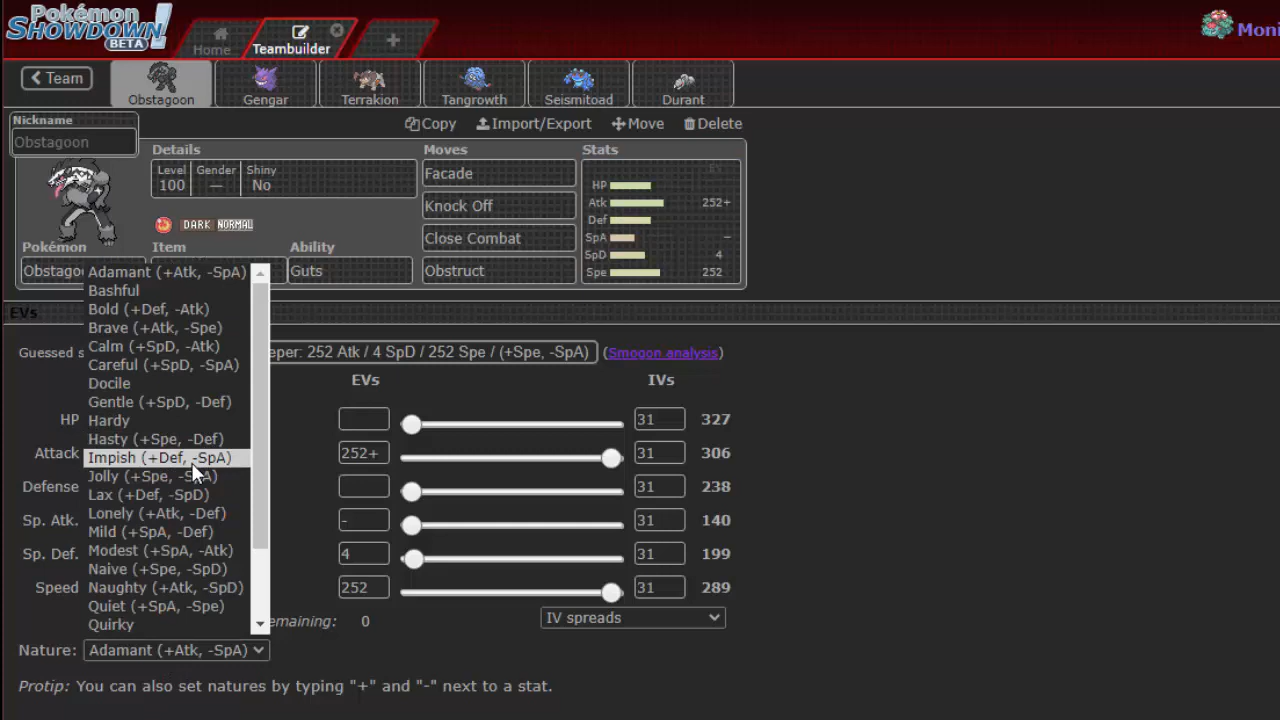 Pokémon
SHOWDOWN!
BETA
Home
Teambuilder
Moni
Team
Obstagoon
Gengar
Terrakion
Tangrowth
Seismitoad
Durant
Nickname
Obstagoon
Copy
Import/Export
Move
Delete
Details
Level
100
Gender
—
Shiny
No
DARK NORMAL
Pokémon
Obstagoo
Item
Ability
Guts
Moves
Facade
Knock Off
Close Combat
Obstruct
Stats
EV
HP
Atk 252+
Def
SpA –
SpD 4
Spe 252
EVs
Guessed s
eper: 252 Atk / 4 SpD / 252 Spe / (+Spe, -SpA)
(Smogon analysis)
EVs IVs
HP 31 327
Attack 252+ 31 306
Defense 31 238
Sp. Atk. - 31 140
Sp. Def. 4 31 199
Speed 252 31 289
emaining: 0
IV spreads
Adamant (+Atk, -SpA)
Bashful
Bold (+Def, -Atk)
Brave (+Atk, -Spe)
Calm (+SpD, -Atk)
Careful (+SpD, -SpA)
Docile
Gentle (+SpD, -Def)
Hardy
Hasty (+Spe, -Def)
Impish (+Def, -SpA)
Jolly (+Spe, -SpA)
Lax (+Def, -SpD)
Lonely (+Atk, -Def)
Mild (+SpA, -Def)
Modest (+SpA, -Atk)
Naive (+Spe, -SpD)
Naughty (+Atk, -SpD)
Quiet (+SpA, -Spe)
Quirky
Nature: Adamant (+Atk, -SpA)
Protip: You can also set natures by typing "+" and "-" next to a stat.